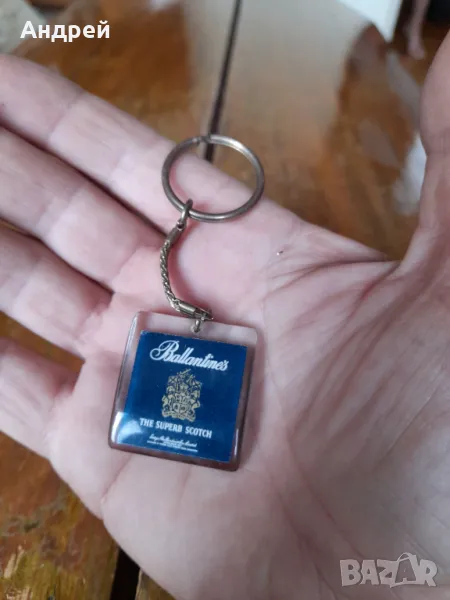 Андрей
Ballantine's
THE SUPERB SCOTCH
BAZAR